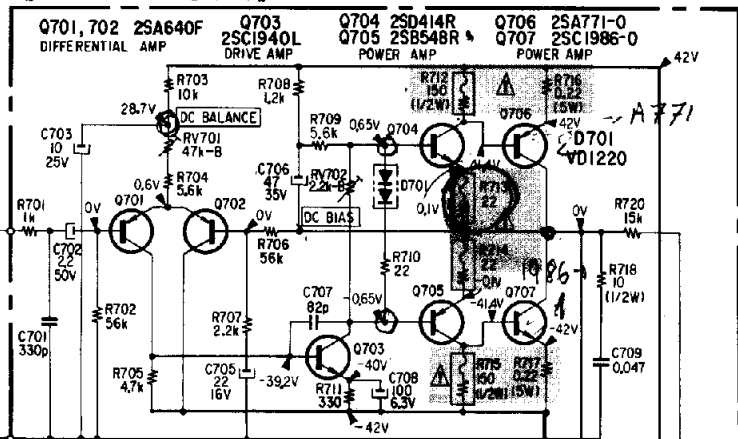 Q701, 702 2SA640F
DIFFERENTIAL AMP
Q703
2SC1940L
DRIVE AMP
Q704 2SD414R
Q705 2SB548R
POWER AMP
Q706 2SA771-O
Q707 2SC1986-O
POWER AMP
42V
R703
10k
28.7V
DC BALANCE
RV701
47k-B
C703
10
25V
R704
5.6k
0.6V
R701
1k
0V
Q701
Q702
0V
C702
2.2
50V
R702
56k
C701
330p
R705
4.7k
R706
56k
R707
2.2k
C705
22
16V
-39.2V
R708
1.2k
R709
5.6k
0.65V
C706
47
35V
RV702
2.2k-B
DC BIAS
D701
R710
22
-0.65V
C707
82p
Q703
-40V
R711
330
C708
100
6.3V
-42V
Q704
R712
150
(1/2W)
0.1V
R713
22
R714
22
0.1V
Q705
-41.4V
R715
150
(1/2W)
R716
0.22
(5W)
Q706
42V
A771
D701
VD1220
0V
Q707
-42V
R717
0.22
(5W)
R720
15k
R718
10
(1/2W)
C709
0.047